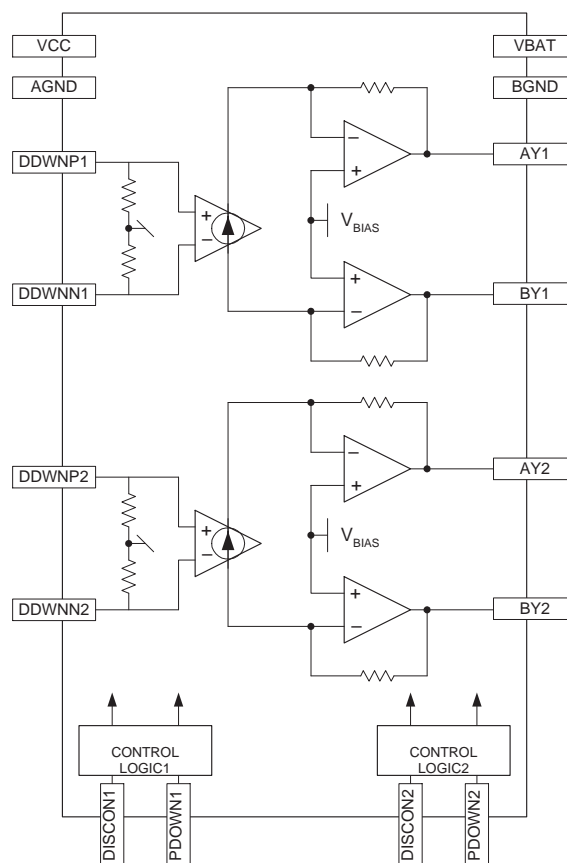 VCC
VBAT
AGND
BGND
DDWNP1
AY1
−
+
+
−
VBIAS
DDWNN1
BY1
+
−
DDWNP2
AY2
−
+
+
−
VBIAS
DDWNN2
BY2
+
−
CONTROL
LOGIC1
CONTROL
LOGIC2
DISCON1
PDOWN1
DISCON2
PDOWN2